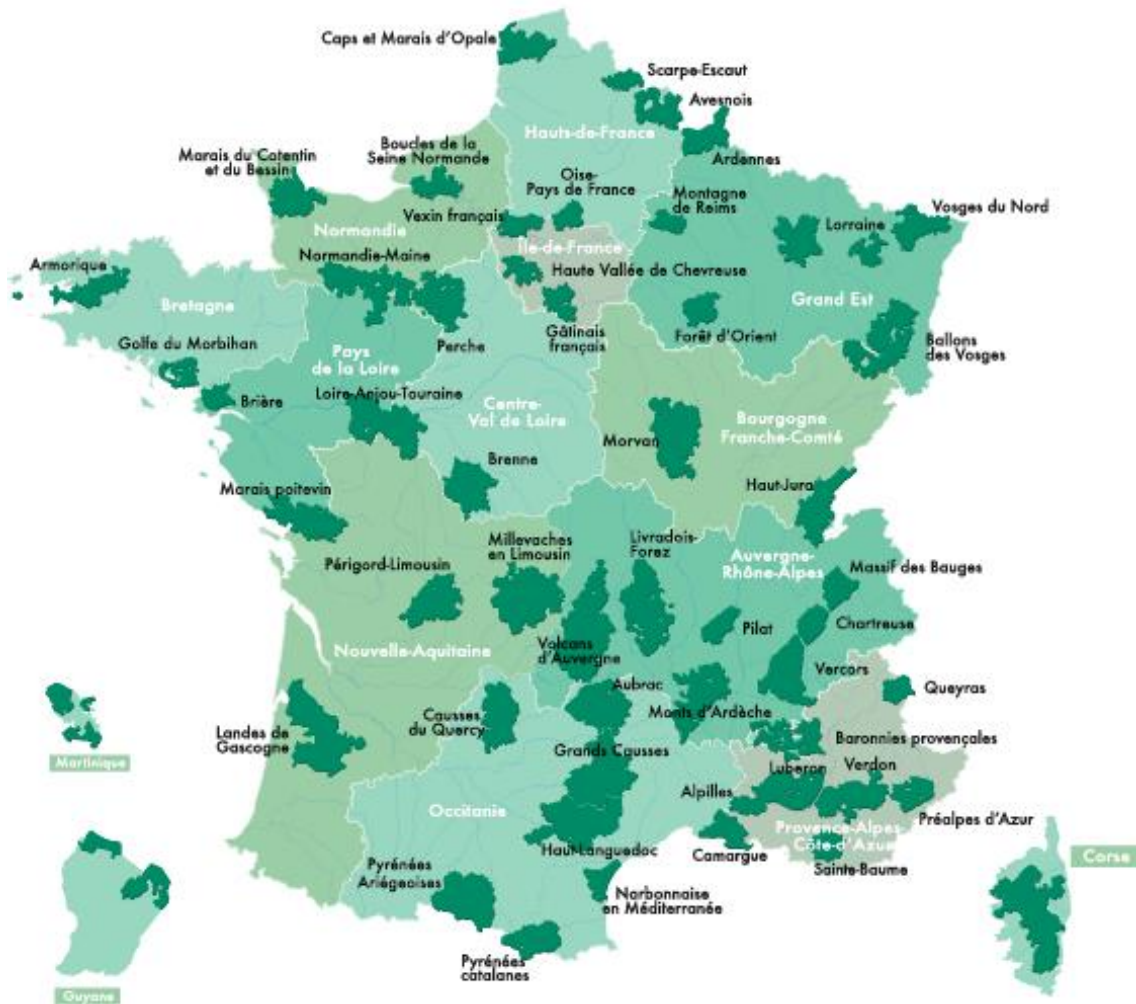 Caps et Marais d'Opale
Scarpe-Escaut
Avesnois
Hauts-de-France
Ardennes
Marais du Cotentin
et du Bessin
Boucles de la
Seine Normande
Oise-
Pays de France
Montagne
de Reims
Vosges du Nord
Vexin français
Normandie
Lorraine
Île-de-France
Normandie-Maine
Haute Vallée de Chevreuse
Armorique
Bretagne
Grand Est
Gâtinais
français
Forêt d'Orient
Ballons
des Vosges
Golfe du Morbihan
Pays
de la Loire
Perche
Brière
Loire-Anjou-Touraine
Centre-
Val de Loire
Bourgogne
Franche-Comté
Morvan
Brenne
Haut-Jura
Marais poitevin
Millevaches
en Limousin
Livradois-
Forez
Auvergne-
Rhône-Alpes
Périgord-Limousin
Massif des Bauges
Pilat
Chartreuse
Nouvelle-Aquitaine
Volcans
d'Auvergne
Vercors
Aubrac
Queyras
Landes de
Gascogne
Causses
du Quercy
Monts d'Ardèche
Grands Causses
Baronnies provençales
Martinique
Luberon
Verdon
Alpilles
Occitanie
Préalpes d'Azur
Provence-Alpes
Côte-d'Azur
Haut-Languedoc
Camargue
Sainte-Baume
Corse
Pyrénées
Ariégeoises
Narbonnaise
en Méditerranée
Pyrénées
catalanes
Guyane